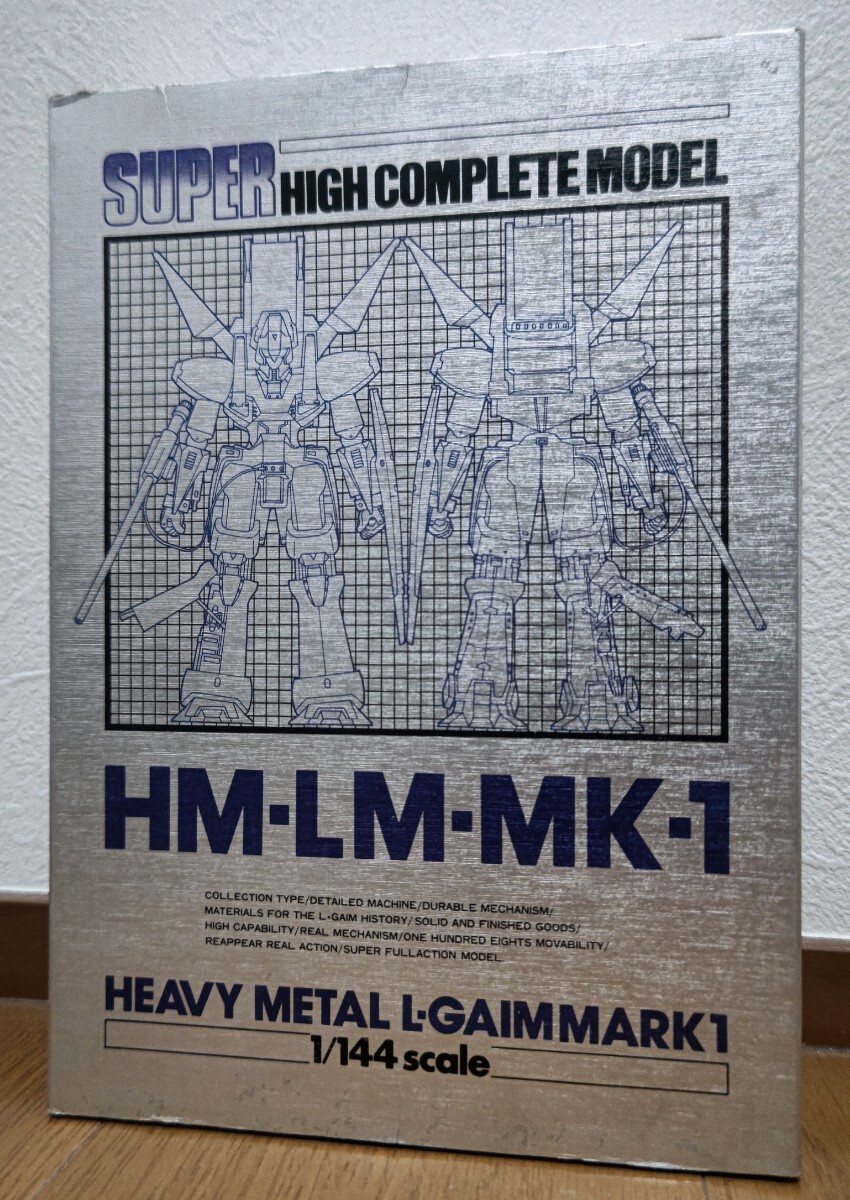 SUPER HIGH COMPLETE MODEL
HM·LM·MK·1
COLLECTION TYPE/DETAILED MACHINE/DURABLE MECHANISM/
MATERIALS FOR THE L·GAIM HISTORY/SOLID AND FINISHED GOODS/
HIGH CAPABILITY/REAL MECHANISM/ONE HUNDRED EIGHTS MOVABILITY/
REAPPEAR REAL ACTION/SUPER FULLACTION MODEL
HEAVY METAL L·GAIM MARK1
1/144 scale